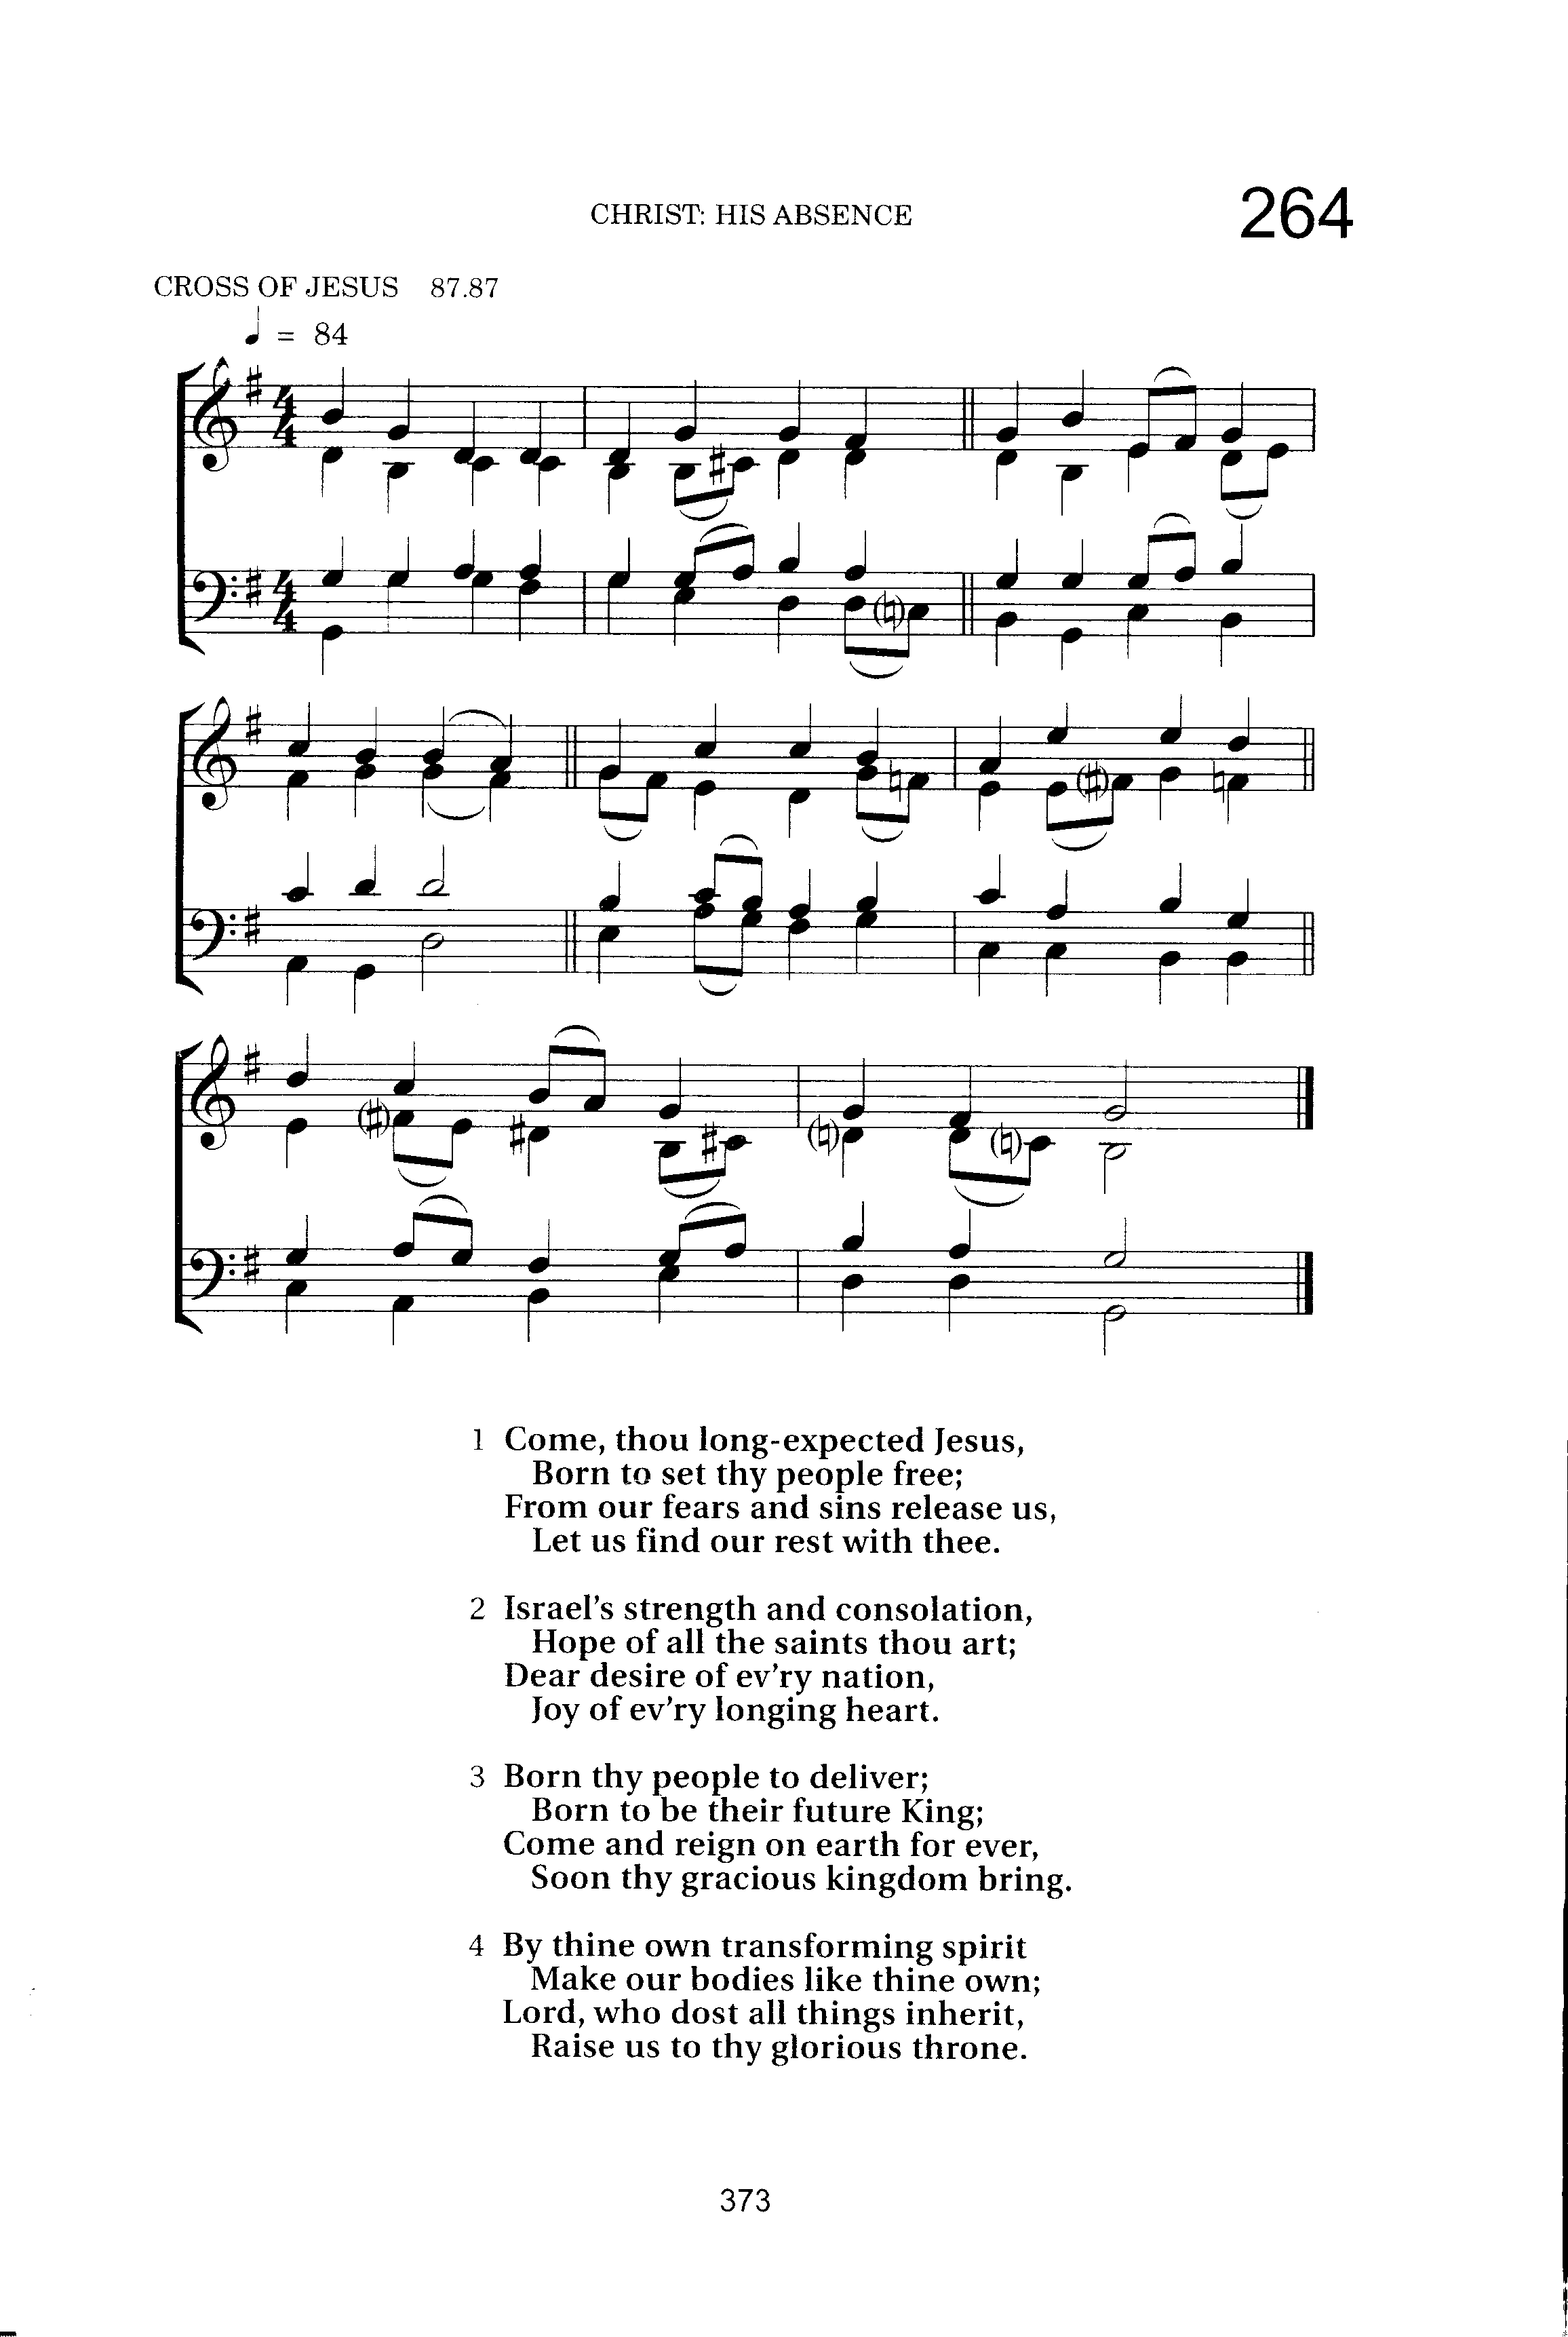 CHRIST: HIS ABSENCE 264
CROSS OF JESUS 87.87
♩ = 84
1 Come, thou long-expected Jesus,
Born to set thy people free;
From our fears and sins release us,
Let us find our rest with thee.
2 Israel's strength and consolation,
Hope of all the saints thou art;
Dear desire of ev'ry nation,
Joy of ev'ry longing heart.
3 Born thy people to deliver;
Born to be their future King;
Come and reign on earth for ever,
Soon thy gracious kingdom bring.
4 By thine own transforming spirit
Make our bodies like thine own;
Lord, who dost all things inherit,
Raise us to thy glorious throne.
373